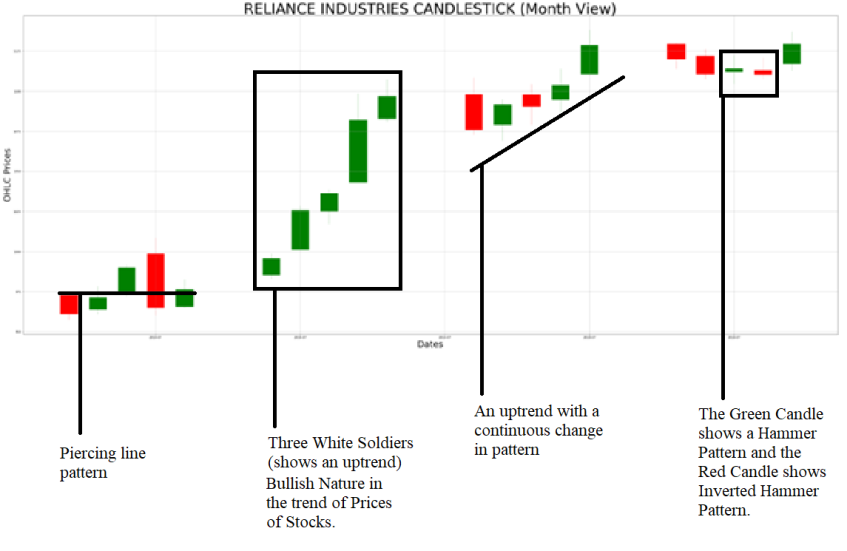 RELIANCE INDUSTRIES CANDLESTICK (Month View)
OHLC Prices
Dates
Piercing line
pattern
Three White Soldiers
(shows an uptrend)
Bullish Nature in
the trend of Prices
of Stocks.
An uptrend with a
continuous change
in pattern
The Green Candle
shows a Hammer
Pattern and the
Red Candle shows
Inverted Hammer
Pattern.